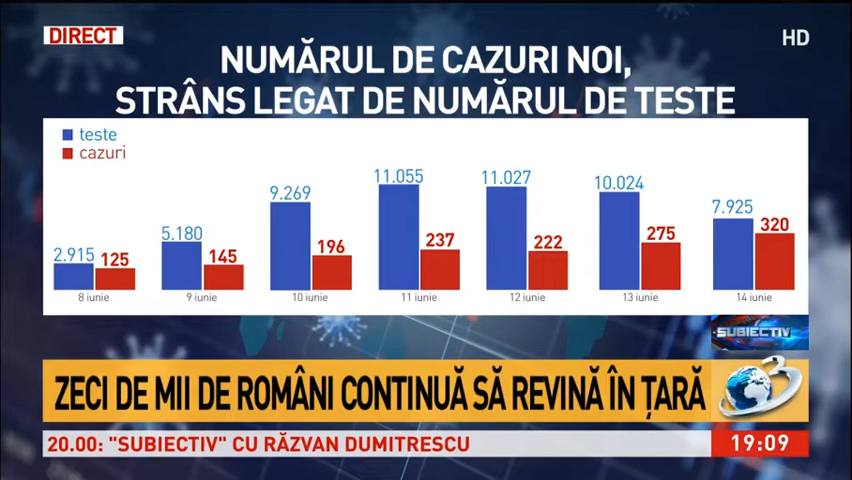 DIRECT
HD
NUMĂRUL DE CAZURI NOI,
STRÂNS LEGAT DE NUMĂRUL DE TESTE
teste
cazuri
2.915 125
5.180 145
9.269 196
11.055 237
11.027 222
10.024 275
7.925 320
8 iunie 9 iunie 10 iunie 11 iunie 12 iunie 13 iunie 14 iunie
SUBIECTIV
ZECI DE MII DE ROMÂNI CONTINUĂ SĂ REVINĂ ÎN ȚARĂ
3
20.00: "SUBIECTIV" CU RĂZVAN DUMITRESCU
19:09